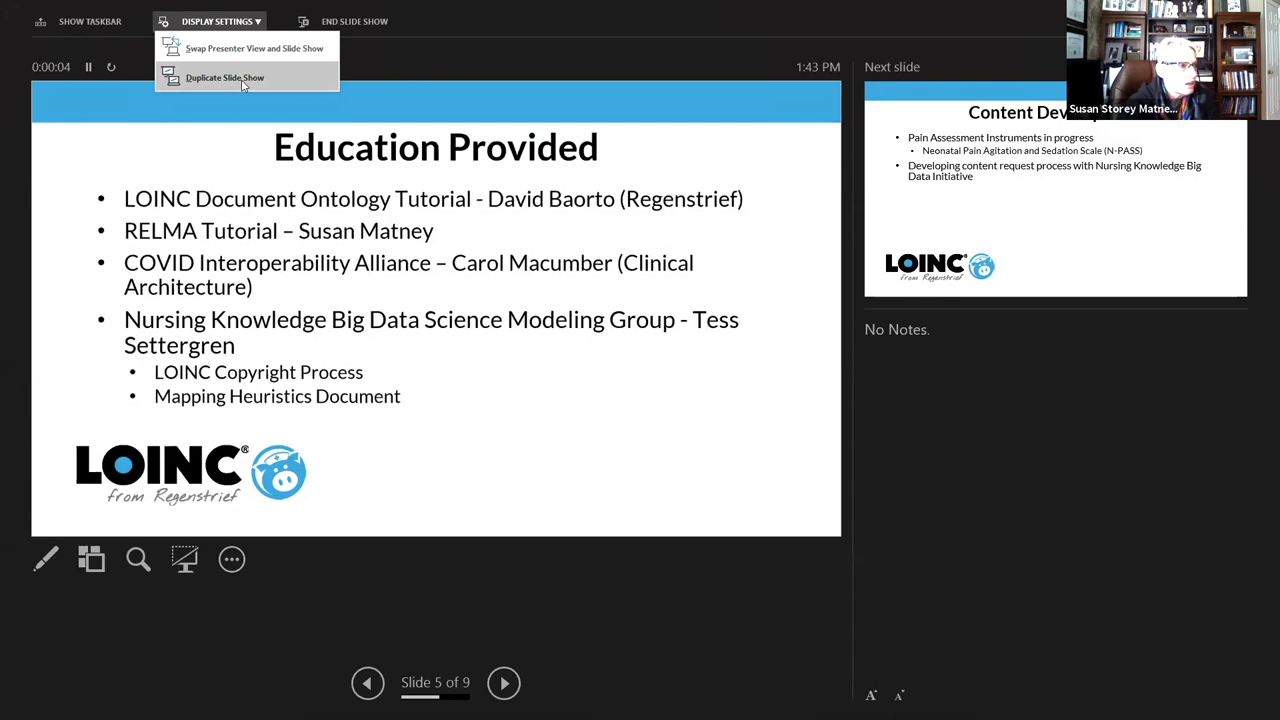 SHOW TASKBAR
DISPLAY SETTINGS ▼
END SLIDE SHOW
Swap Presenter View and Slide Show
Duplicate Slide Show
0:00:04
1:43 PM
Education Provided
• LOINC Document Ontology Tutorial - David Baorto (Regenstrief)
• RELMA Tutorial – Susan Matney
• COVID Interoperability Alliance – Carol Macumber (Clinical
Architecture)
• Nursing Knowledge Big Data Science Modeling Group - Tess
Settergren
• LOINC Copyright Process
• Mapping Heuristics Document
LOINC®
from Regenstrief
Slide 5 of 9
Next slide
Susan Storey Matne...
Content Dev
• Pain Assessment Instruments in progress
• Neonatal Pain Agitation and Sedation Scale (N-PASS)
• Developing content request process with Nursing Knowledge Big
Data Initiative
LOINC®
from Regenstrief
No Notes.
A A